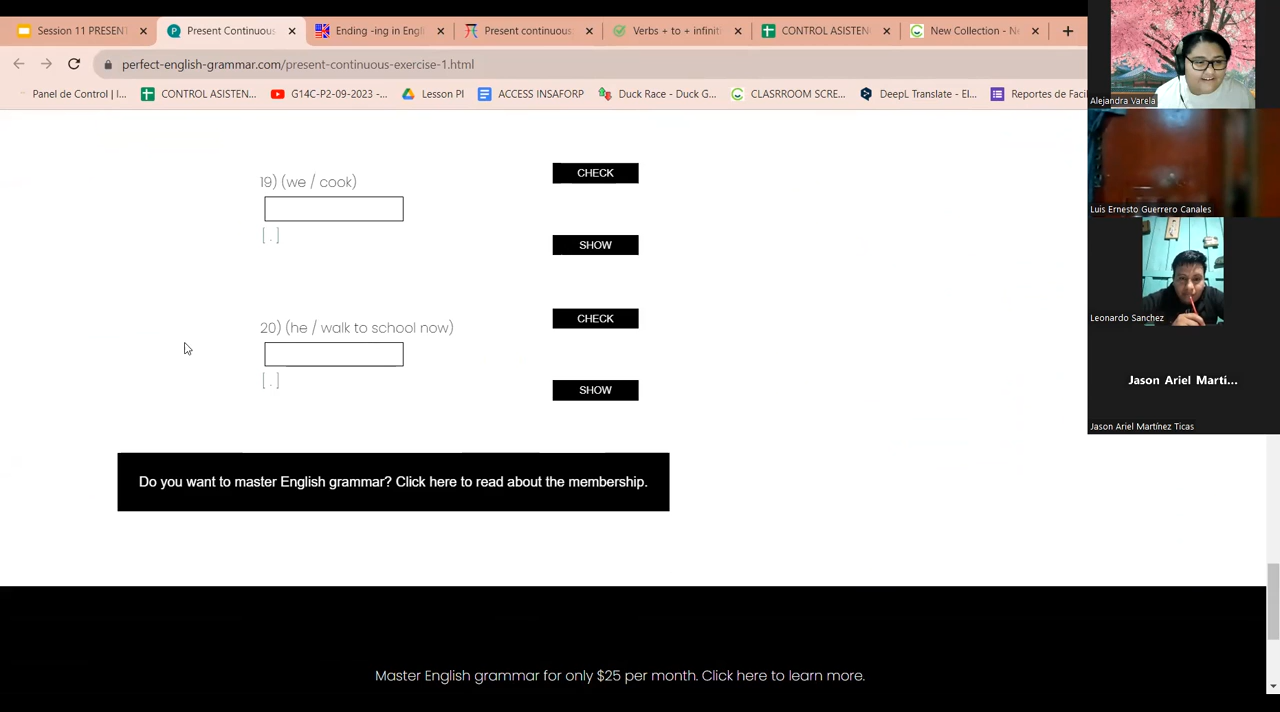 Session 11 PRESENT
Present Continuous
Ending -ing in Engl
Present continuous
Verbs + to + infiniti
CONTROL ASISTEN
New Collection - Ne
perfect-english-grammar.com/present-continuous-exercise-1.html
Panel de Control | I...
CONTROL ASISTEN...
G14C-P2-09-2023 -...
Lesson Pl
ACCESS INSAFORP
Duck Race - Duck G...
CLASRROOM SCRE...
DeepL Translate - El...
Reportes de Facil
Alejandra Varela
19) (we / cook)
CHECK
[ . ]
SHOW
Luis Ernesto Guerrero Canales
20) (he / walk to school now)
CHECK
[ . ]
SHOW
Leonardo Sanchez
Jason Ariel Martí...
Jason Ariel Martínez Ticas
Do you want to master English grammar? Click here to read about the membership.
Master English grammar for only $25 per month. Click here to learn more.